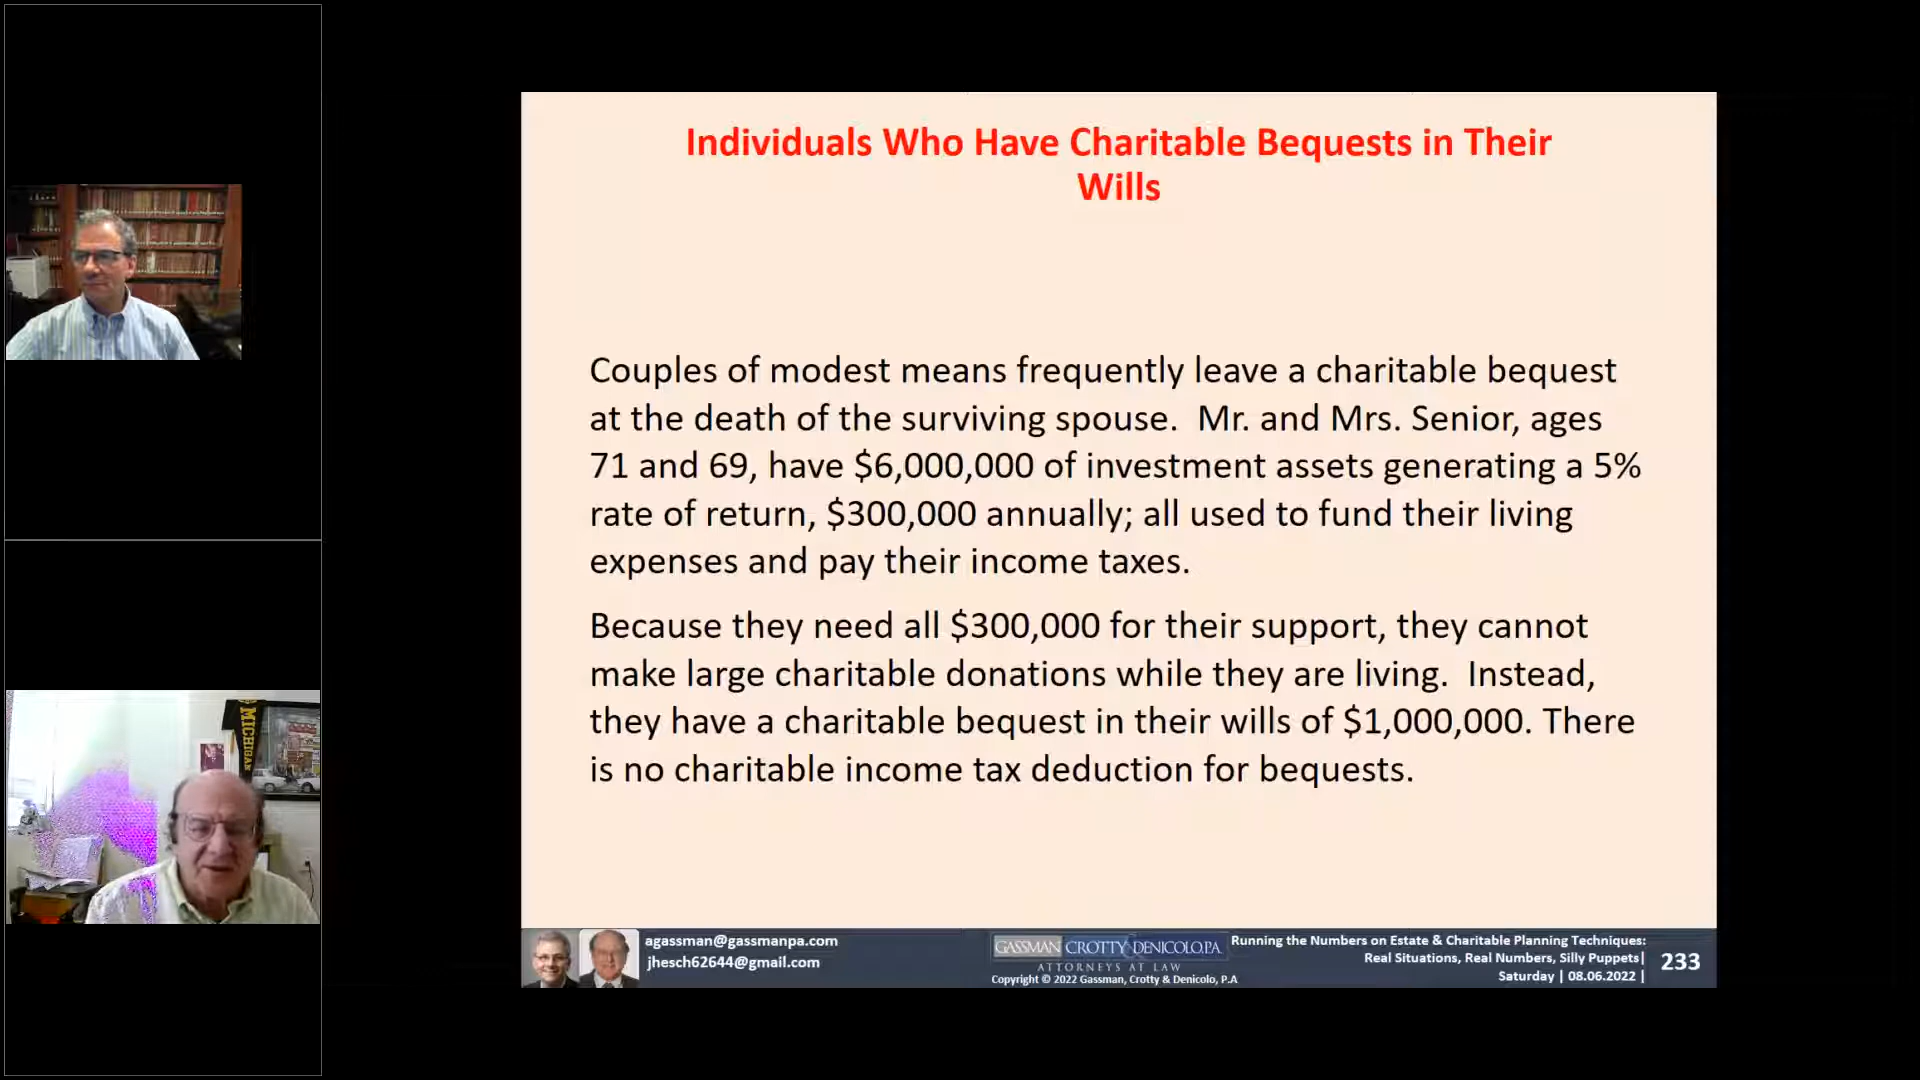 Individuals Who Have Charitable Bequests in Their
Wills
Couples of modest means frequently leave a charitable bequest
at the death of the surviving spouse.  Mr. and Mrs. Senior, ages
71 and 69, have $6,000,000 of investment assets generating a 5%
rate of return, $300,000 annually; all used to fund their living
expenses and pay their income taxes.
Because they need all $300,000 for their support, they cannot
make large charitable donations while they are living.  Instead,
they have a charitable bequest in their wills of $1,000,000. There
is no charitable income tax deduction for bequests.
MICHIGAN
agassman@gassmanpa.com
jhesch62644@gmail.com
GASSMAN CROTTY & DENICOLO, P.A.
ATTORNEYS AT LAW
Copyright © 2022 Gassman, Crotty & Denicolo, P.A
Running the Numbers on Estate & Charitable Planning Techniques:
Real Situations, Real Numbers, Silly Puppets|
Saturday | 08.06.2022 |
233